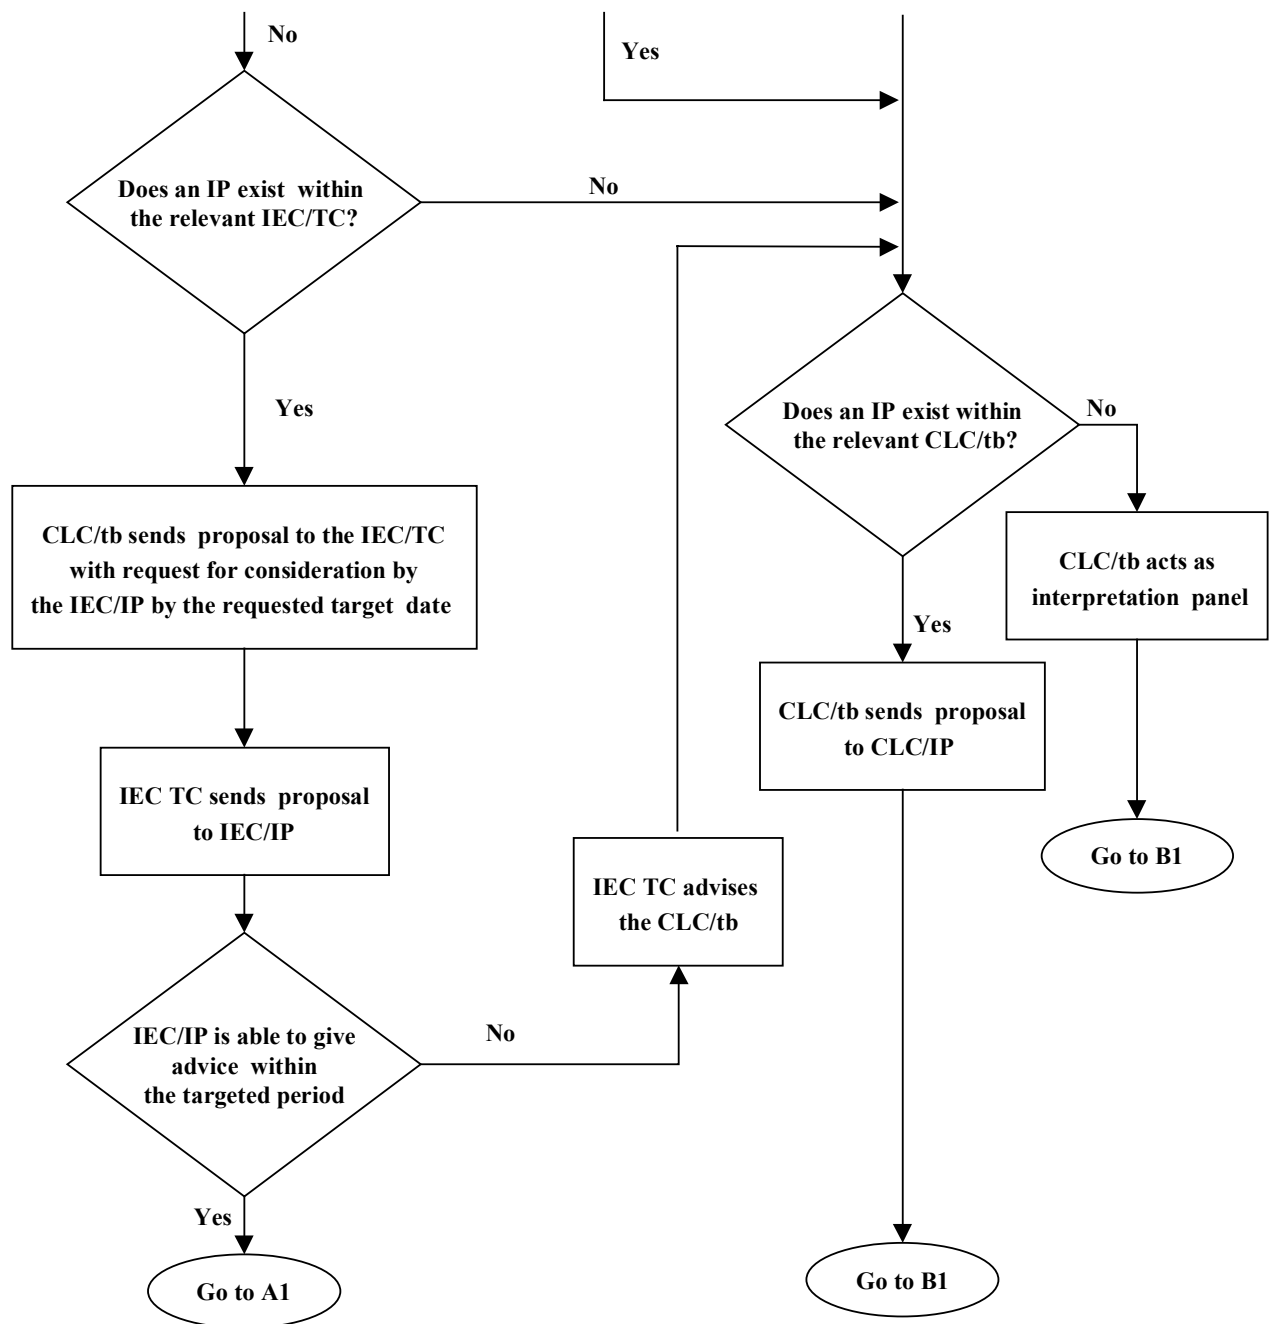 No
Yes
Does an IP exist within
the relevant IEC/TC?
No
Does an IP exist within
the relevant CLC/tb?
No
Yes
CLC/tb sends proposal to the IEC/TC
with request for consideration by
the IEC/IP by the requested target date
CLC/tb acts as
interpretation panel
Yes
CLC/tb sends proposal
to CLC/IP
IEC TC sends proposal
to IEC/IP
Go to B1
IEC TC advises
the CLC/tb
IEC/IP is able to give
advice within
the targeted period
No
Yes
Go to A1
Go to B1